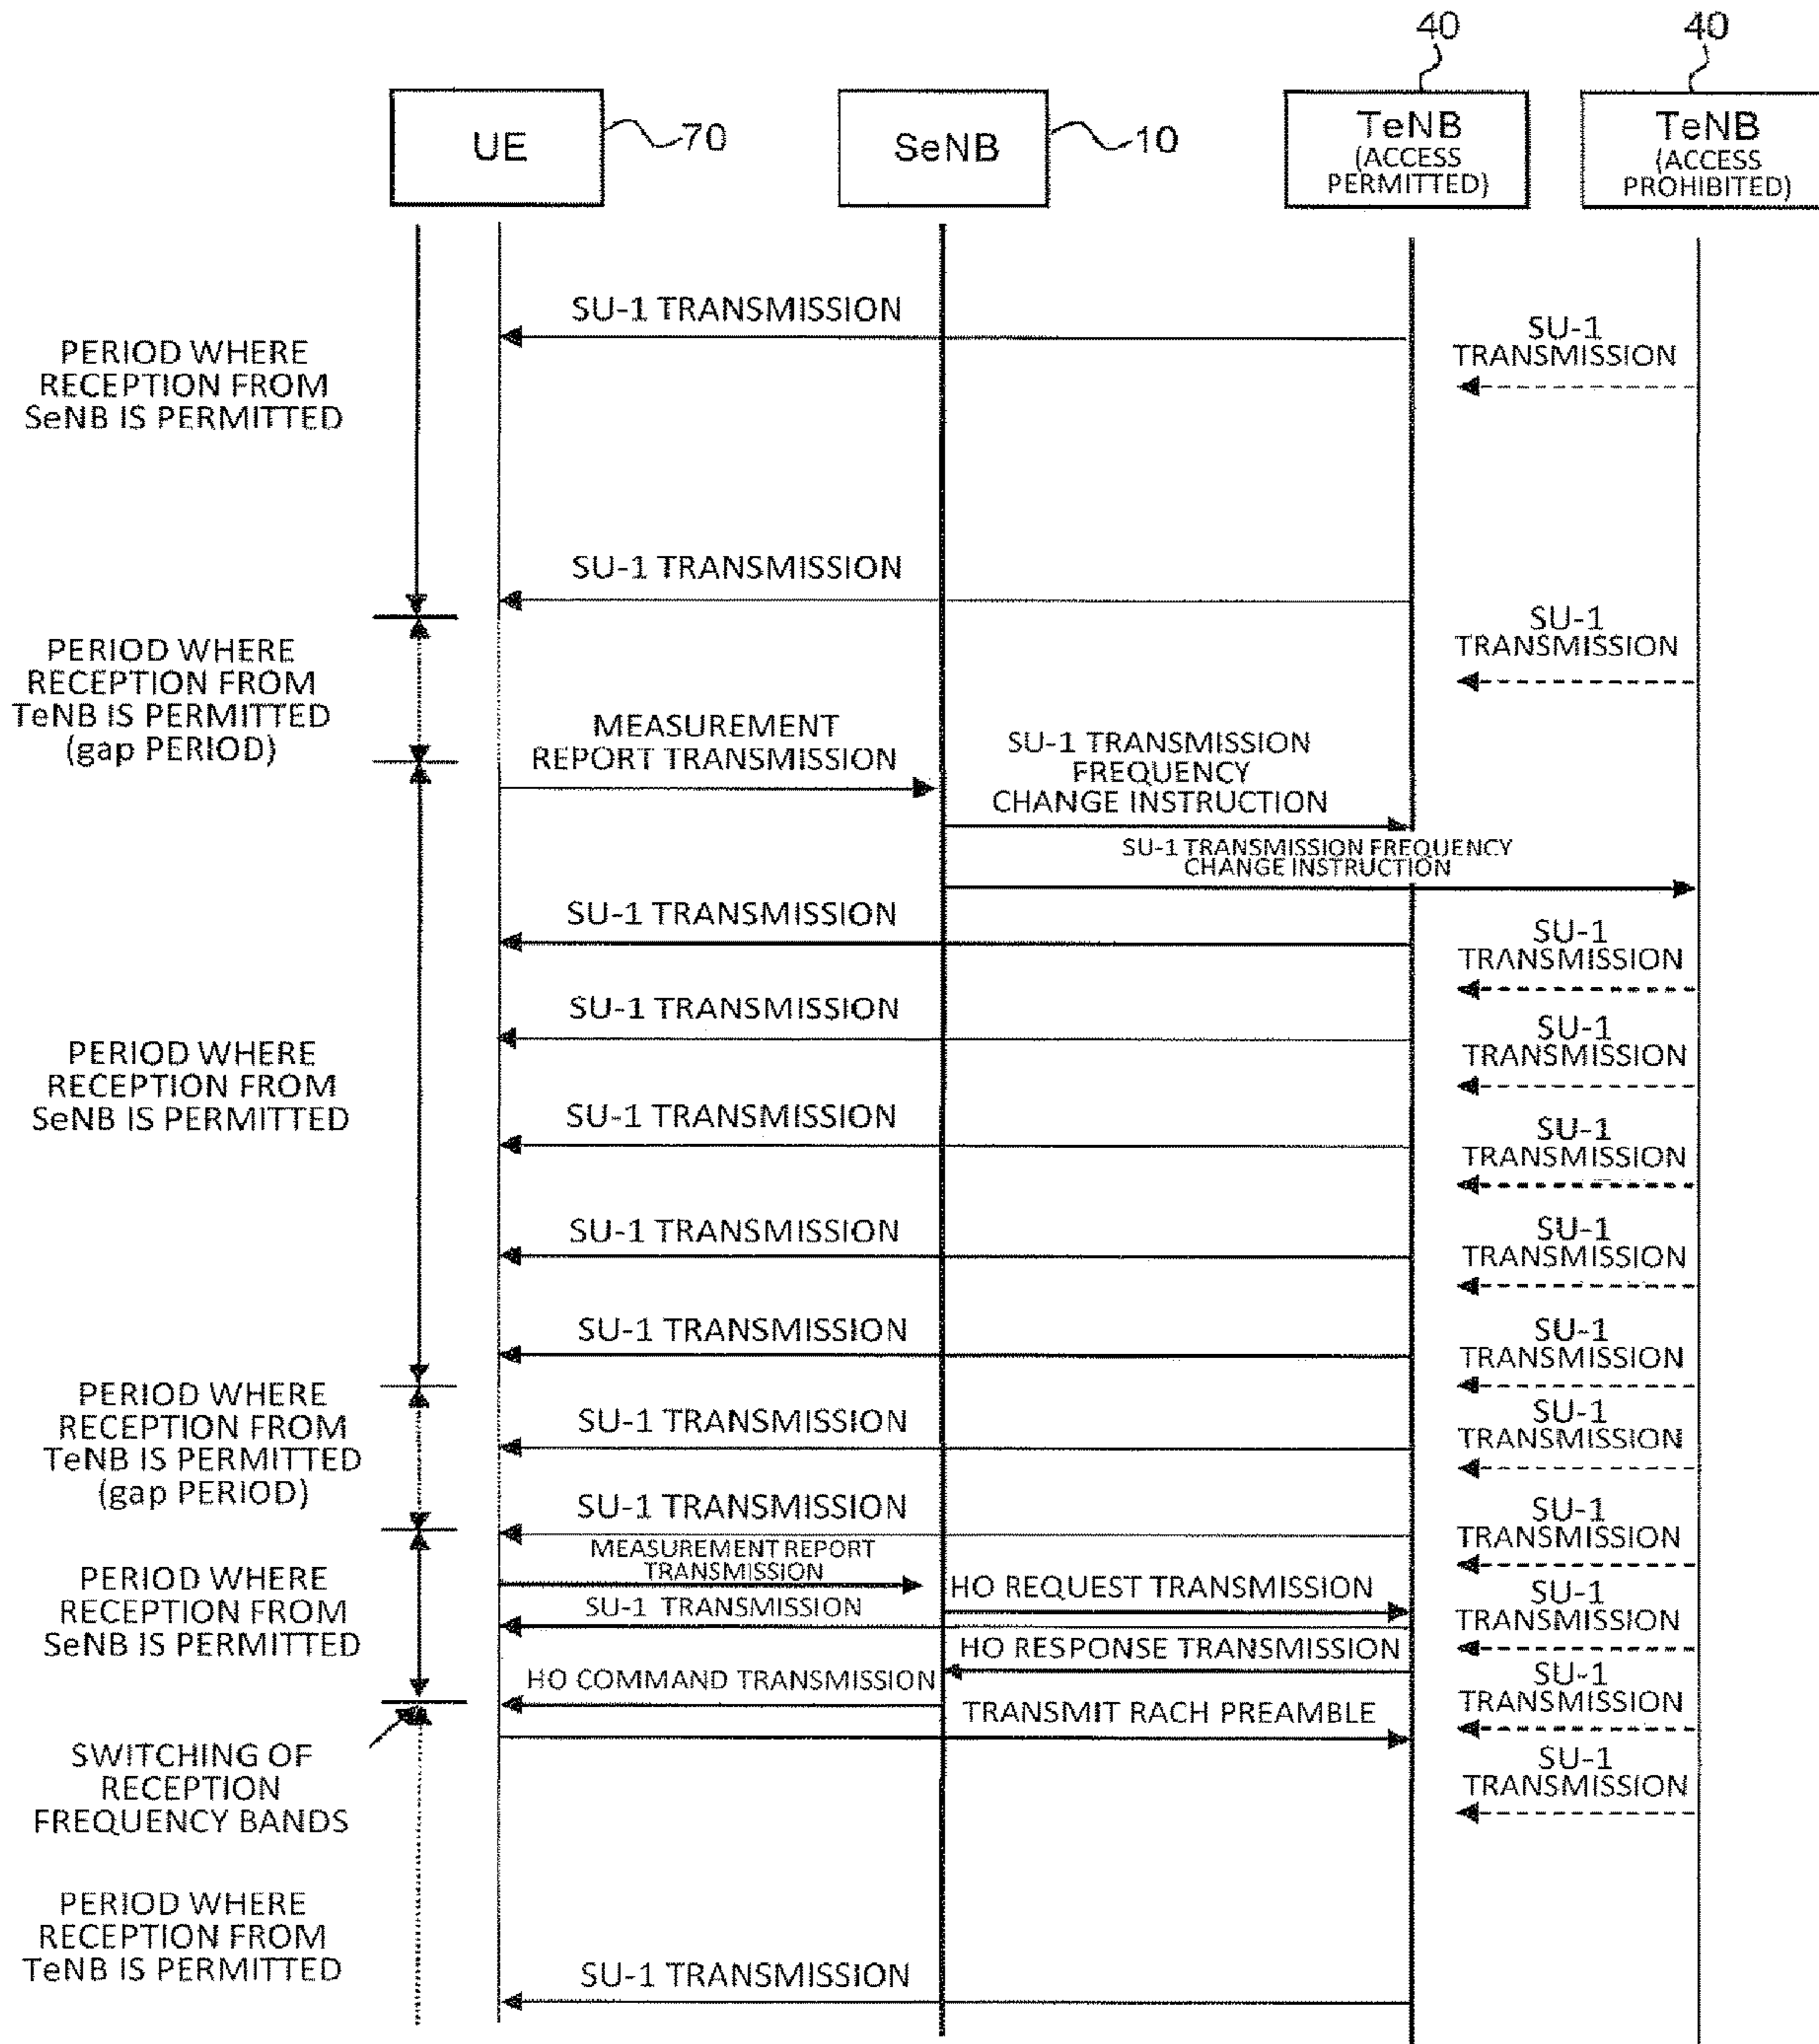 40
40
UE
70
SeNB
10
TeNB
(ACCESS
PERMITTED)
TeNB
(ACCESS
PROHIBITED)
SU-1 TRANSMISSION
SU-1
TRANSMISSION
PERIOD WHERE
RECEPTION FROM
SeNB IS PERMITTED
SU-1 TRANSMISSION
SU-1
TRANSMISSION
PERIOD WHERE
RECEPTION FROM
TeNB IS PERMITTED
(gap PERIOD)
MEASUREMENT
REPORT TRANSMISSION
SU-1 TRANSMISSION
FREQUENCY
CHANGE INSTRUCTION
SU-1 TRANSMISSION FREQUENCY
CHANGE INSTRUCTION
SU-1 TRANSMISSION
SU-1
TRANSMISSION
SU-1 TRANSMISSION
SU-1
TRANSMISSION
PERIOD WHERE
RECEPTION FROM
SeNB IS PERMITTED
SU-1 TRANSMISSION
SU-1
TRANSMISSION
SU-1 TRANSMISSION
SU-1
TRANSMISSION
SU-1 TRANSMISSION
SU-1
TRANSMISSION
PERIOD WHERE
RECEPTION FROM
TeNB IS PERMITTED
(gap PERIOD)
SU-1 TRANSMISSION
SU-1
TRANSMISSION
SU-1 TRANSMISSION
SU-1
TRANSMISSION
MEASUREMENT REPORT
TRANSMISSION
PERIOD WHERE
RECEPTION FROM
SeNB IS PERMITTED
HO REQUEST TRANSMISSION
SU-1
TRANSMISSION
SU-1 TRANSMISSION
HO RESPONSE TRANSMISSION
HO COMMAND TRANSMISSION
SU-1
TRANSMISSION
TRANSMIT RACH PREAMBLE
SWITCHING OF
RECEPTION
FREQUENCY BANDS
SU-1
TRANSMISSION
PERIOD WHERE
RECEPTION FROM
TeNB IS PERMITTED
SU-1 TRANSMISSION